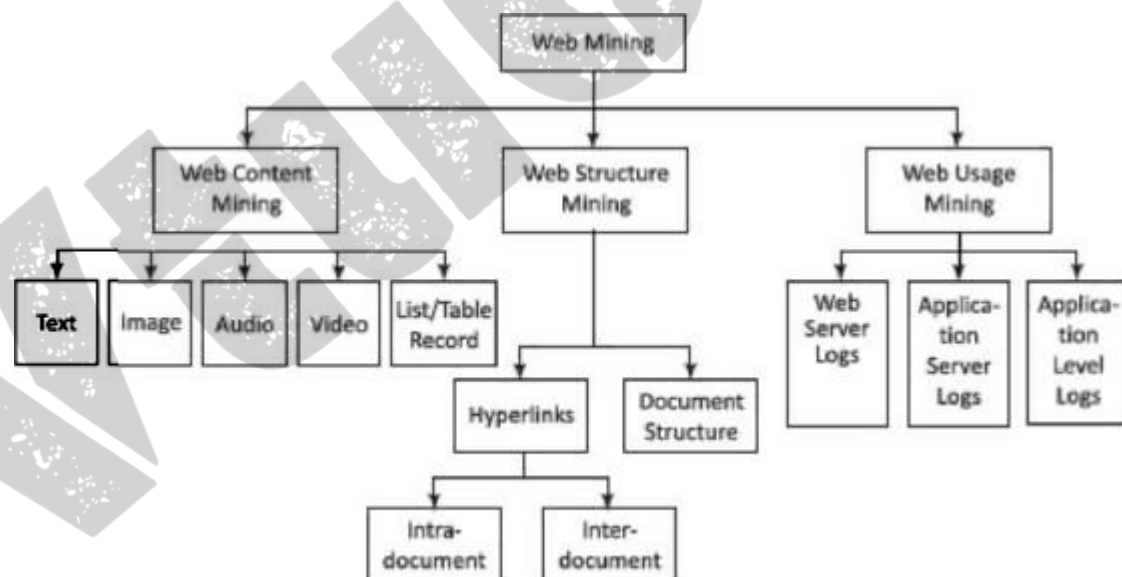 Web Mining
Web Content
Mining
Web Structure
Mining
Web Usage
Mining
Text
Image
Audio
Video
List/Table
Record
Web
Server
Logs
Applica-
tion
Server
Logs
Applica-
tion
Level
Logs
Hyperlinks
Document
Structure
Intra-
document
Inter-
document